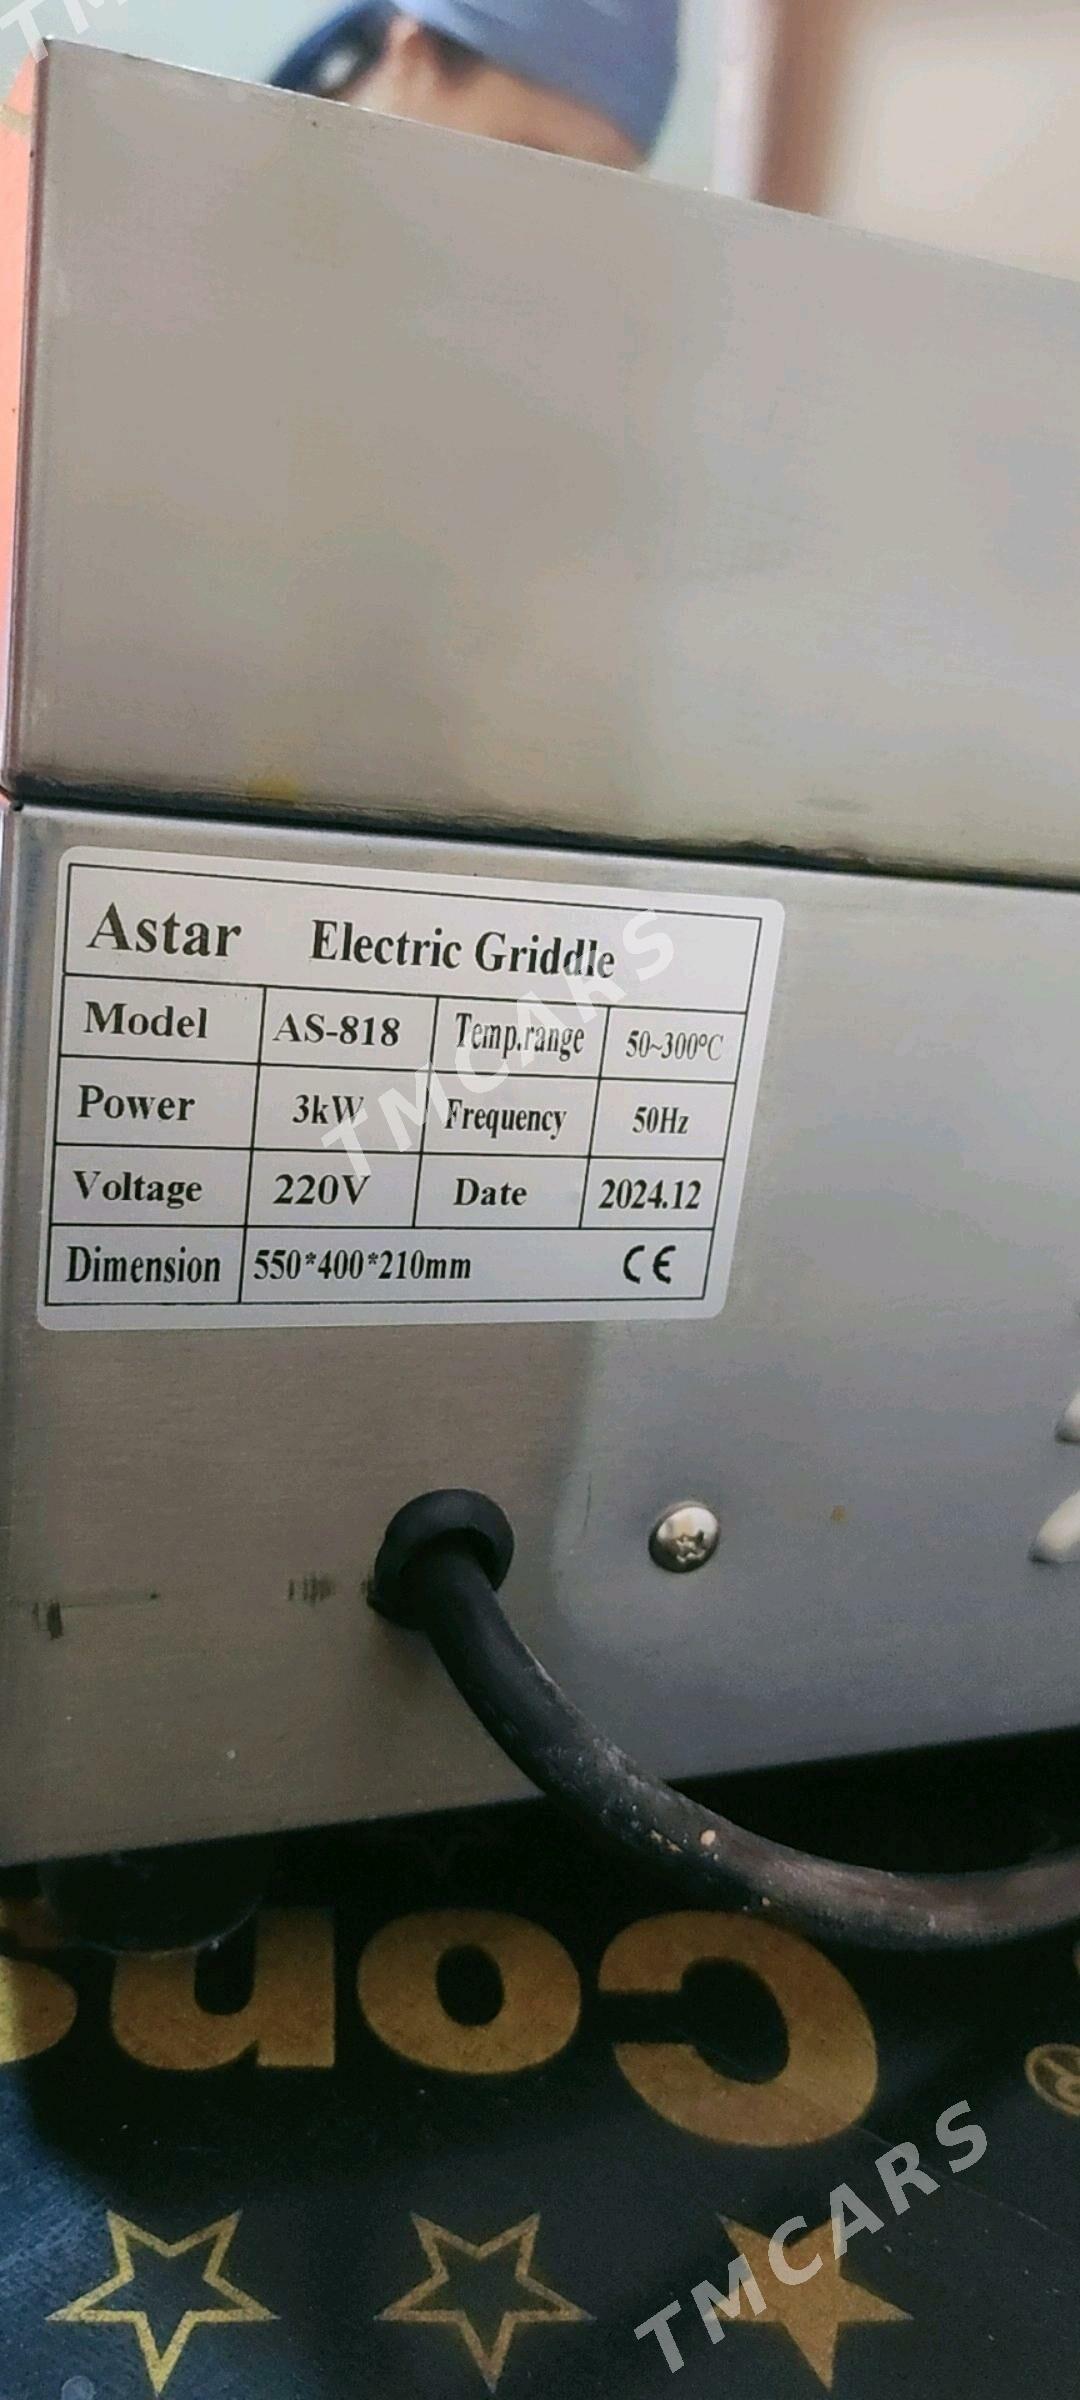 Astar Electric Griddle
Model AS-818 Temp.range 50~300°C
Power 3kW Frequency 50Hz
Voltage 220V Date 2024.12
Dimension 550*400*210mm CE
TMCARS
Con
®
TMCARS